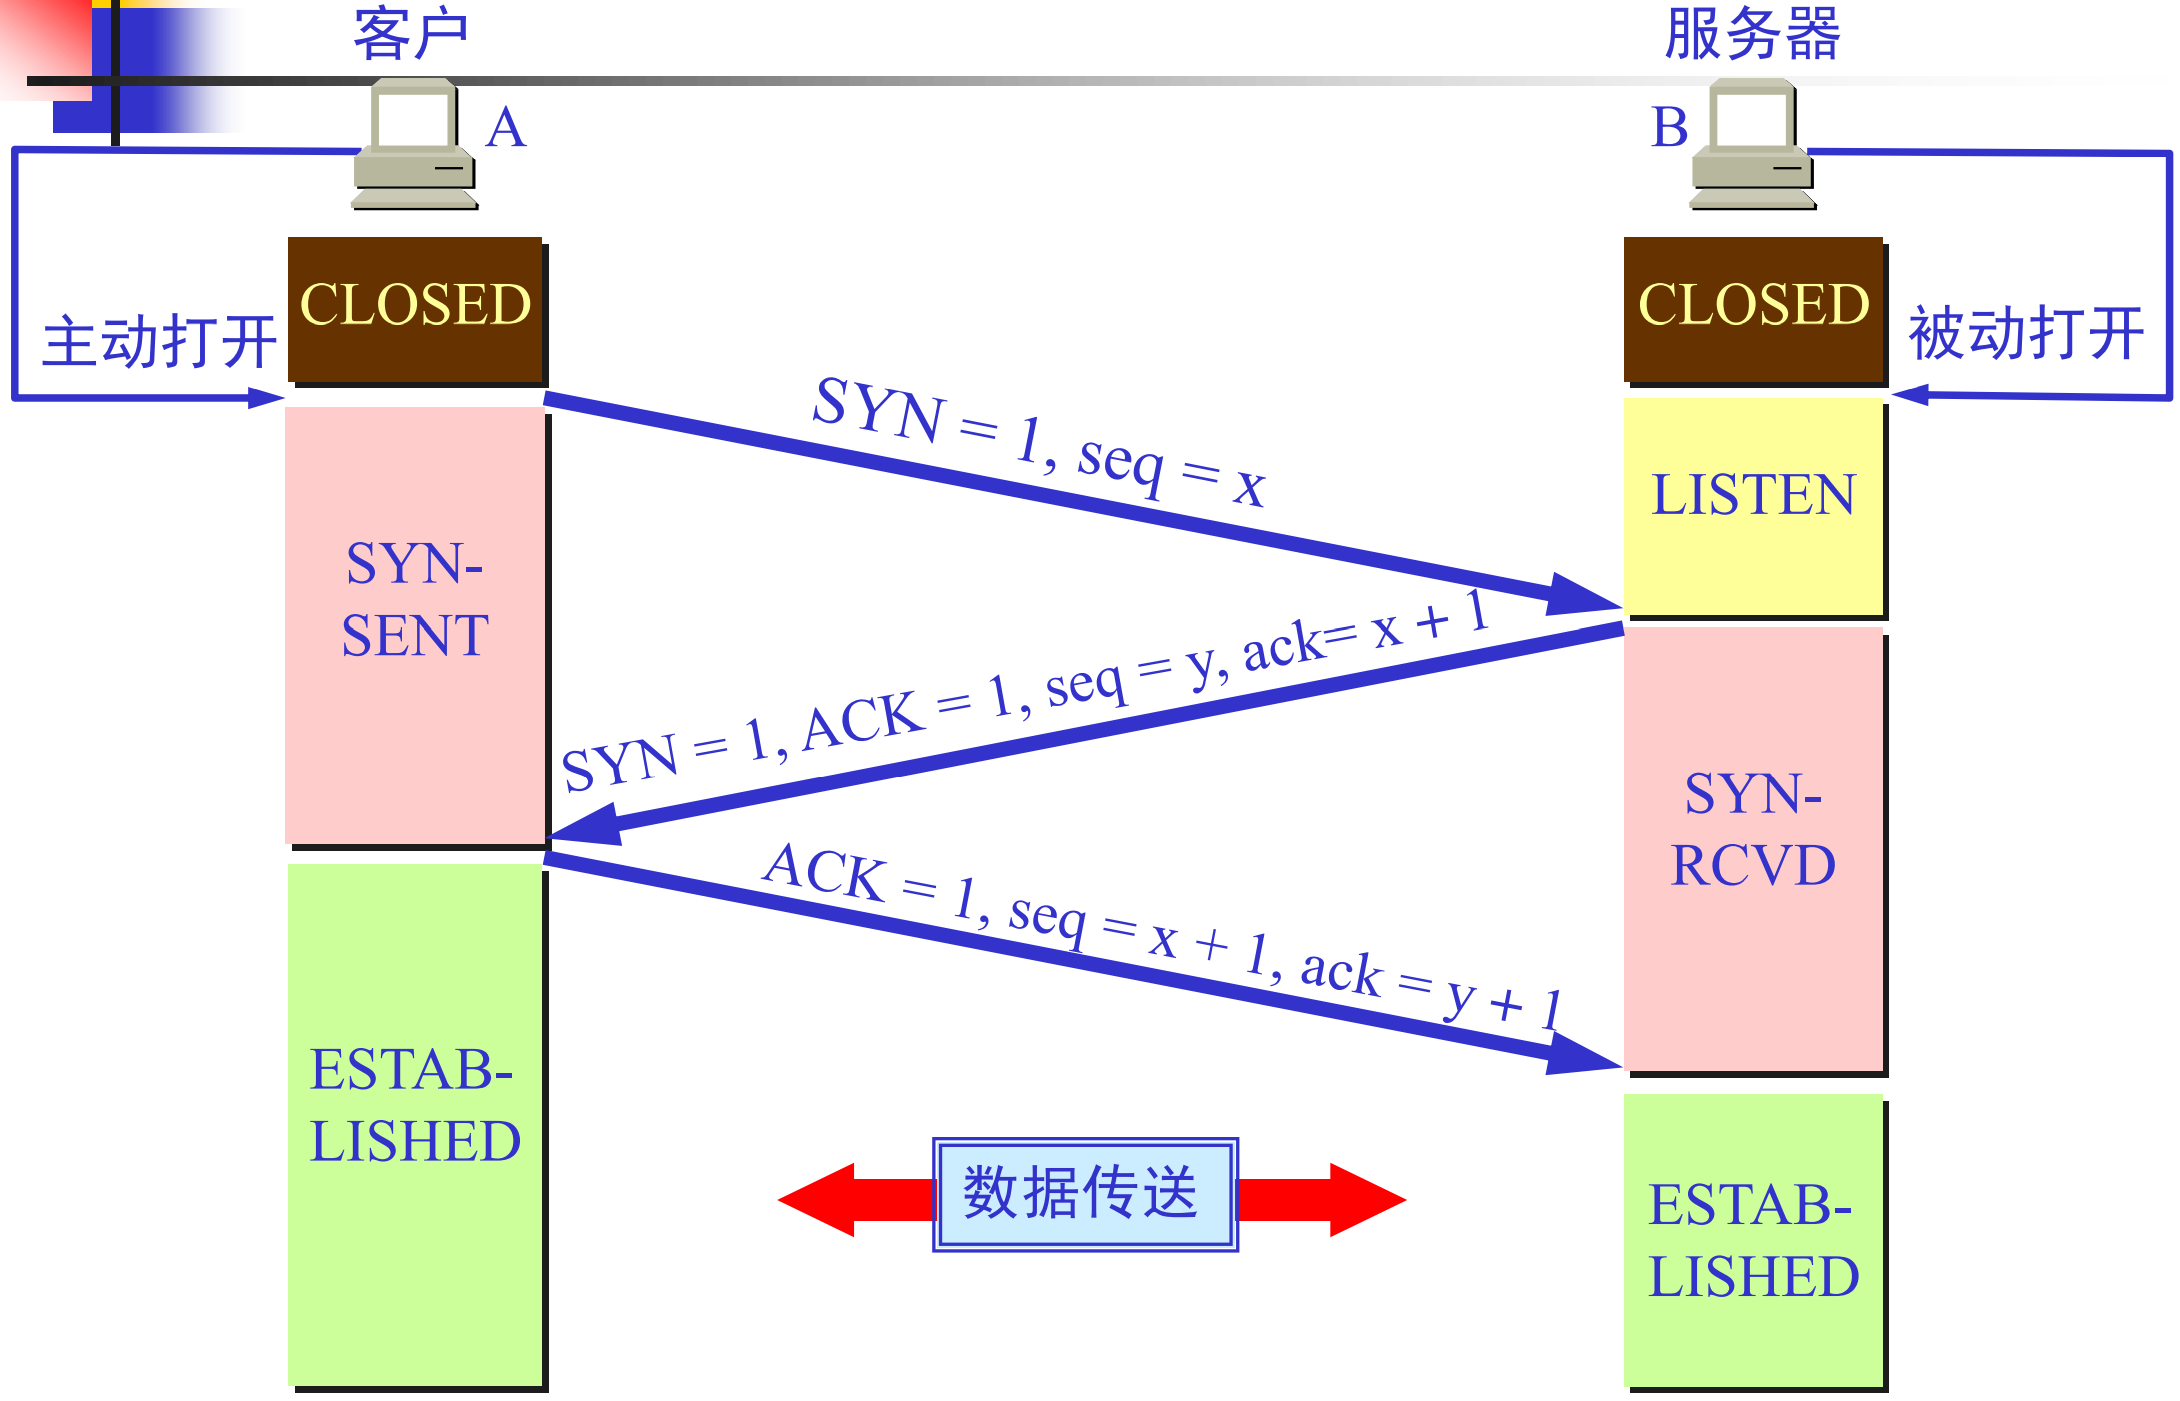 客户
服务器
A
B
CLOSED
CLOSED
主动打开
被动打开
SYN = 1, seq = x
LISTEN
SYN-
SENT
SYN = 1, ACK = 1, seq = y, ack= x + 1
SYN-
RCVD
ACK = 1, seq = x + 1, ack = y + 1
ESTAB-
LISHED
数据传送
ESTAB-
LISHED